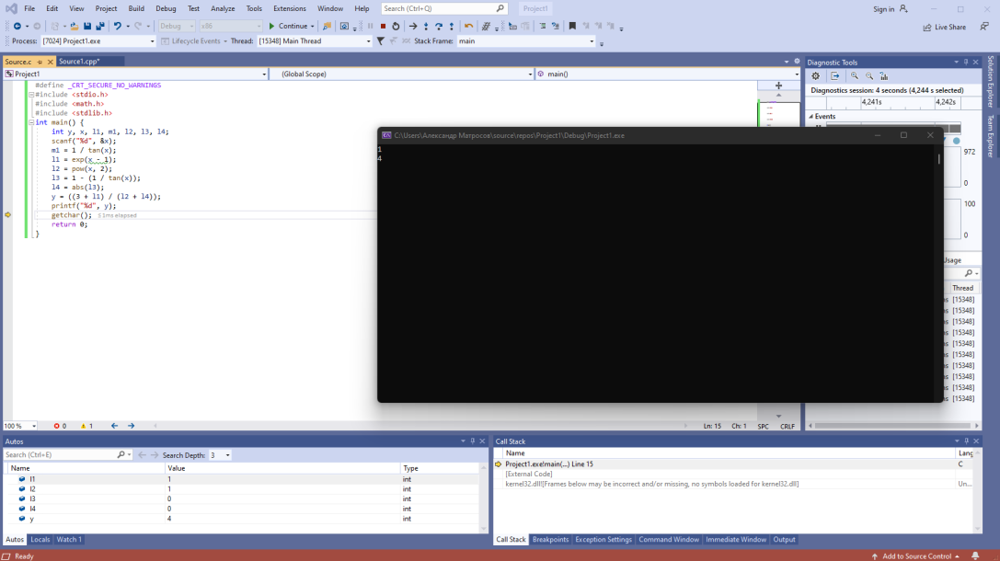 File Edit View Project Build Debug Test Analyze Tools Extensions Window Help Search (Ctrl+Q) Project1 Sign in
Debug x86 Continue Live Share
Process: [7024] Project1.exe Lifecycle Events Thread: [15348] Main Thread Stack Frame: main
Source.c Source1.cpp*
Project1 (Global Scope) main()
#define _CRT_SECURE_NO_WARNINGS
#include <stdio.h>
#include <math.h>
#include <stdlib.h>
int main() {
int y, x, l1, m1, l2, l3, l4;
scanf("%d", &x);
m1 = 1 / tan(x);
l1 = exp(x - 1);
l2 = pow(x, 2);
l3 = 1 - (1 / tan(x));
l4 = abs(l3);
y = ((3 + l1) / (l2 + l4));
printf("%d", y);
getchar(); ≤1ms elapsed
return 0;
}
C:\Users\Александр Матросов\source\repos\Project1\Debug\Project1.exe
1
4
Diagnostic Tools
Diagnostics session: 4 seconds (4,244 s selected)
4,241s 4,242s
Events
972
0
100
0
Usage
Thread
ms [15348]
ms [15348]
ms [15348]
ms [15348]
ms [15348]
ms [15348]
ms [15348]
ms [15348]
ms [15348]
ms [15348]
Solution Explorer
Team Explorer
100 % 0 1 Ln: 15 Ch: 1 SPC CRLF
Autos
Search (Ctrl+E) Search Depth: 3
Name Value Type
l1 1 int
l2 1 int
l3 0 int
l4 0 int
y 4 int
Autos Locals Watch 1
Call Stack
Name Lang
Project1.exe!main(...) Line 15 C
[External Code]
kernel32.dll![Frames below may be incorrect and/or missing, no symbols loaded for kernel32.dll] Un...
Call Stack Breakpoints Exception Settings Command Window Immediate Window Output
Ready Add to Source Control